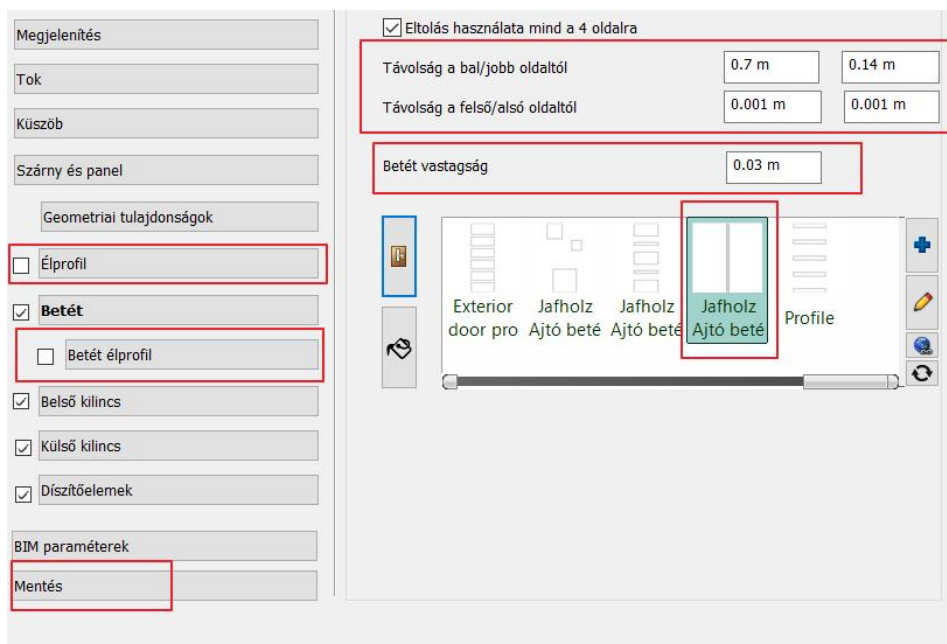 Megjelenítés
Tok
Küszöb
Szárny és panel
Geometriai tulajdonságok
Élprofil
Betét
Betét élprofil
Belső kilincs
Külső kilincs
Díszítőelemek
BIM paraméterek
Mentés
Eltolás használata mind a 4 oldalra
Távolság a bal/jobb oldaltól 0.7 m 0.14 m
Távolság a felső/alsó oldaltól 0.001 m 0.001 m
Betét vastagság 0.03 m
Exterior Jafholz Jafholz Jafholz Profile
door pro Ajtó beté Ajtó beté Ajtó beté